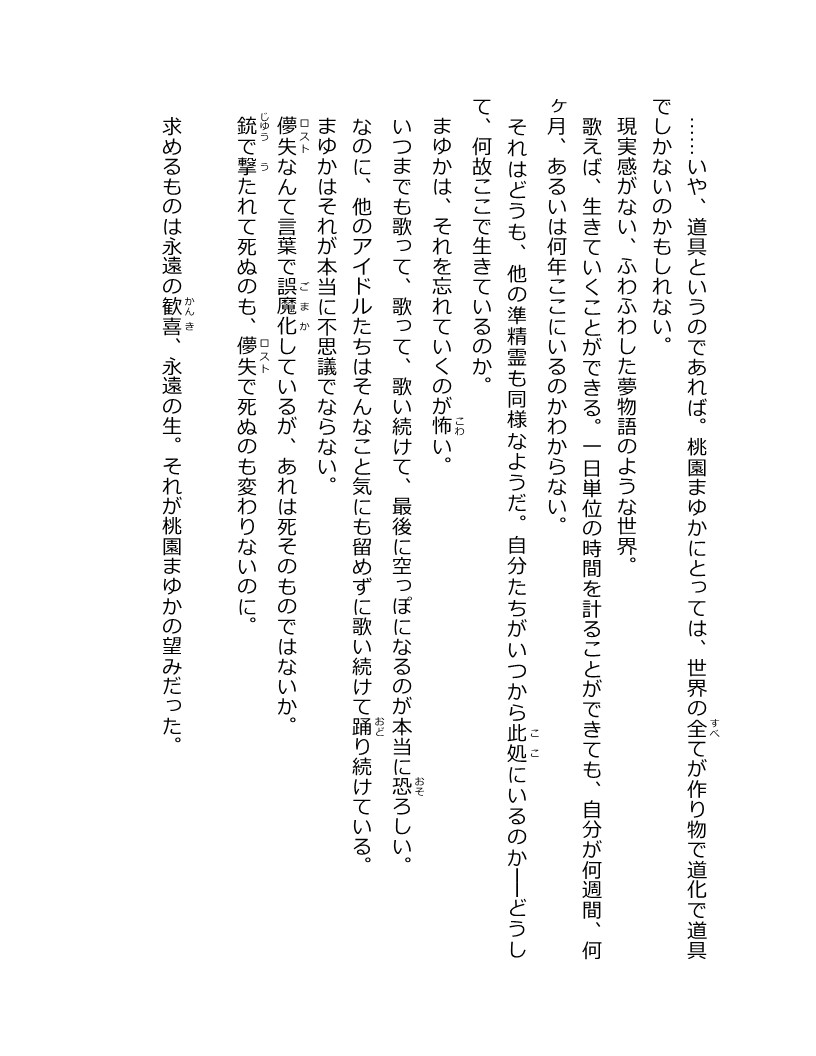 ……いや、道具というのであれば。桃園まゆかにとっては、世界の全てが作り物で道化で道具
でしかないのかもしれない。
現実感がない、ふわふわした夢物語のような世界。
歌えば、生きていくことができる。一日単位の時間を計ることができても、自分が何週間、何
ヶ月、あるいは何年ここにいるのかわからない。
それはどうも、他の準精霊も同様なようだ。自分たちがいつから此処にいるのか――どうし
て、何故ここで生きているのか。
まゆかは、それを忘れていくのが怖い。
いつまでも歌って、歌って、歌い続けて、最後に空っぽになるのが本当に恐ろしい。
なのに、他のアイドルたちはそんなこと気にも留めずに歌い続けて踊り続けている。
まゆかはそれが本当に不思議でならない。
儚失なんて言葉で誤魔化しているが、あれは死そのものではないか。
銃で撃たれて死ぬのも、儚失で死ぬのも変わりないのに。
求めるものは永遠の歓喜、永遠の生。それが桃園まゆかの望みだった。